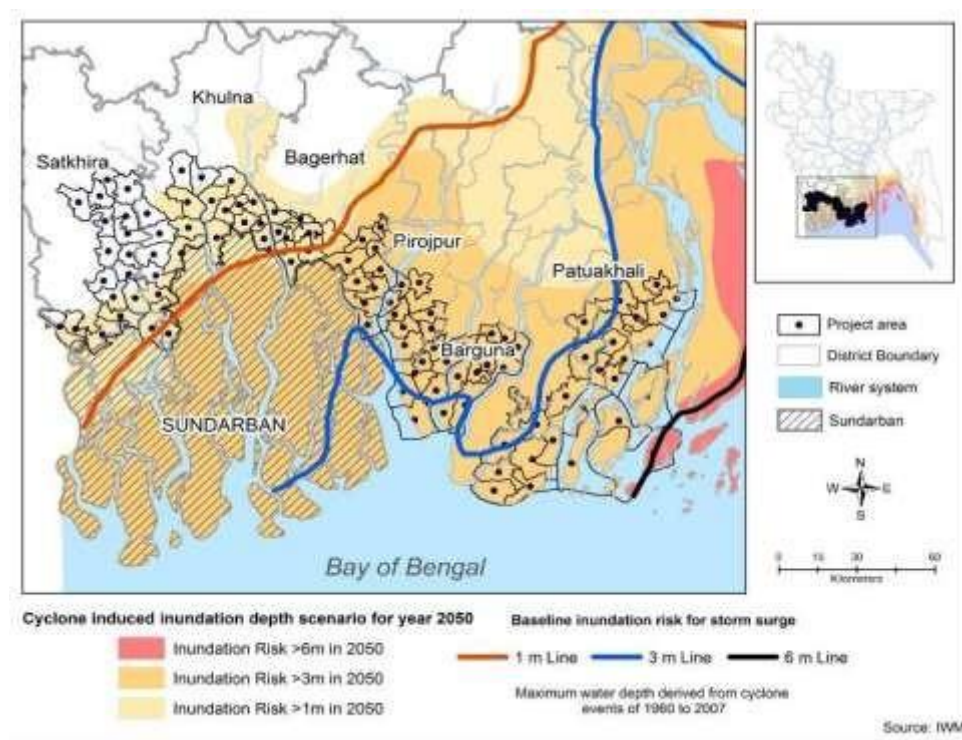 Khulna
Satkhira
Bagerhat
Pirojpur
Patuakhali
Barguna
SUNDARBAN
Bay of Bengal
Project area
District Boundary
River system
Sundarban
N
W E
S
0 15 30 60
Kilometers
Cyclone induced inundation depth scenario for year 2050
Inundation Risk >6m in 2050
Inundation Risk >3m in 2050
Inundation Risk >1m in 2050
Baseline inundation risk for storm surge
1 m Line 3 m Line 6 m Line
Maximum water depth derived from cyclone
events of 1960 to 2007
Source: IWM